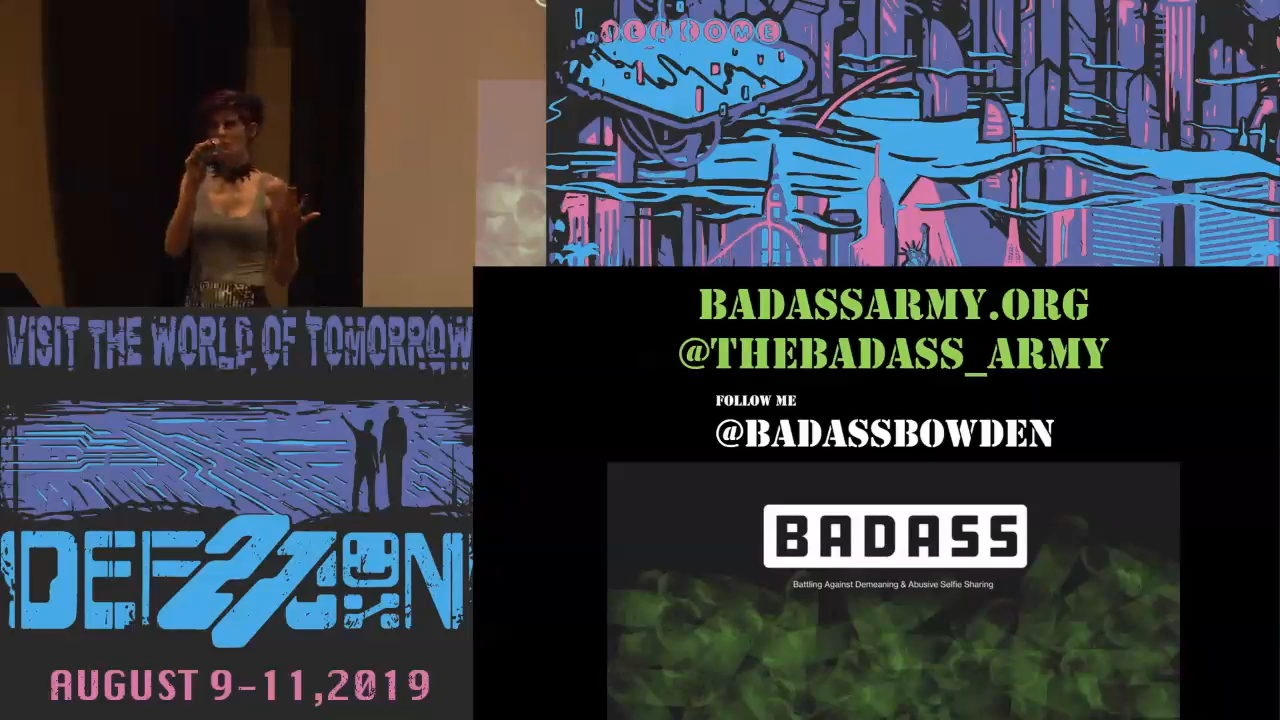 WELCOME
VISIT THE WORLD OF TOMORROW
DEF CON
27
AUGUST 9-11,2019
BADASSARMY.ORG
@THEBADASS_ARMY
FOLLOW ME
@BADASSBOWDEN
BADASS
Battling Against Demeaning & Abusive Selfie Sharing